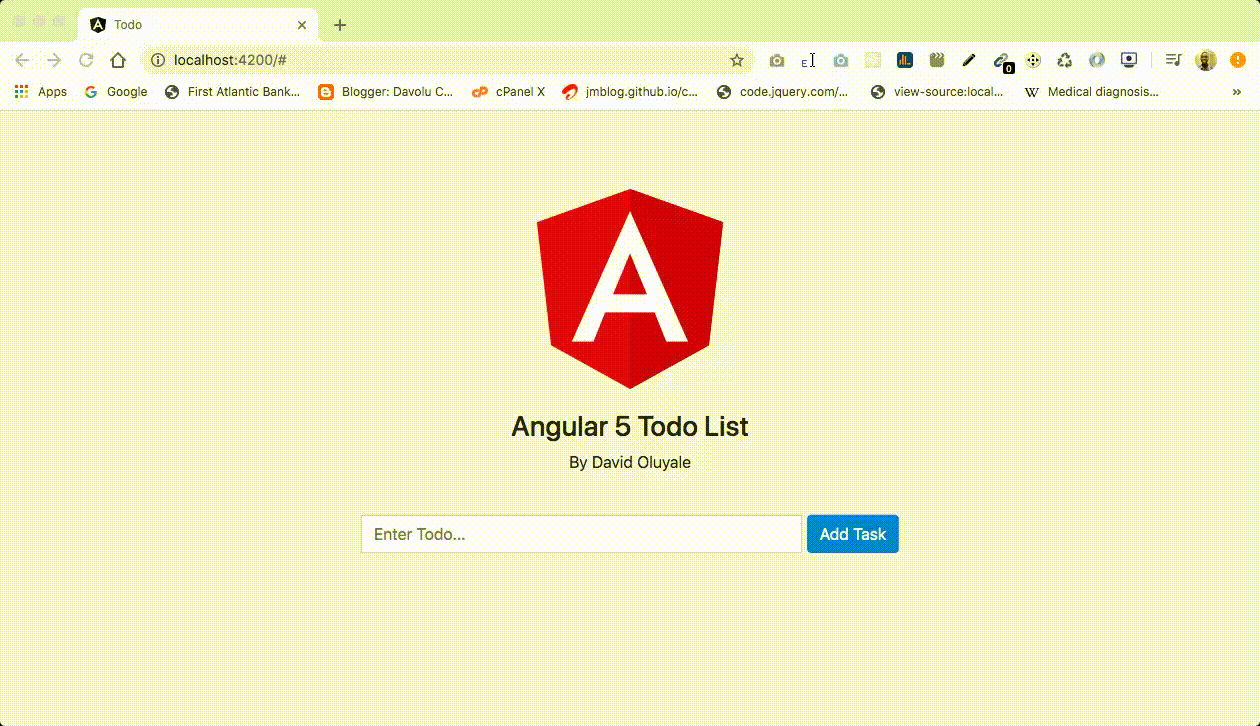 Todo
localhost:4200/#
0
Apps Google First Atlantic Bank... Blogger: Davolu C... cPanel X jmblog.github.io/c... code.jquery.com/... view-source:local... Medical diagnosis... »
Angular 5 Todo List
By David Oluyale
Enter Todo... Add Task